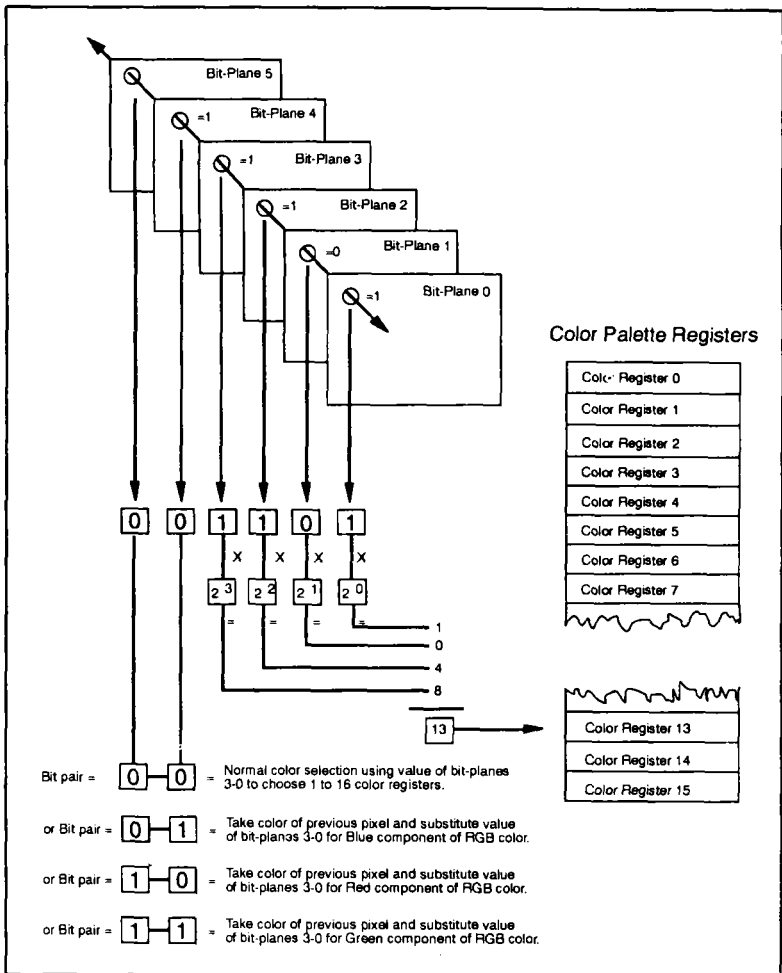 Bit-Plane 5
=1 Bit-Plane 4
=1 Bit-Plane 3
=1 Bit-Plane 2
=0 Bit-Plane 1
=1 Bit-Plane 0
Color Palette Registers
Color Register 0
Color Register 1
Color Register 2
Color Register 3
Color Register 4
Color Register 5
Color Register 6
Color Register 7
0 0 1 1 0 1
X X X X
2 3 2 2 2 1 2 0
= = = =
1
0
4
8
13
Color Register 13
Color Register 14
Color Register 15
Bit pair = 0 0 = Normal color selection using value of bit-planes
3-0 to choose 1 to 16 color registers.
or Bit pair = 0 1 = Take color of previous pixel and substitute value
of bit-planes 3-0 for Blue component of RGB color.
or Bit pair = 1 0 = Take color of previous pixel and substitute value
of bit-planes 3-0 for Red component of RGB color.
or Bit pair = 1 1 = Take color of previous pixel and substitute value
of bit-planes 3-0 for Green component of RGB color.